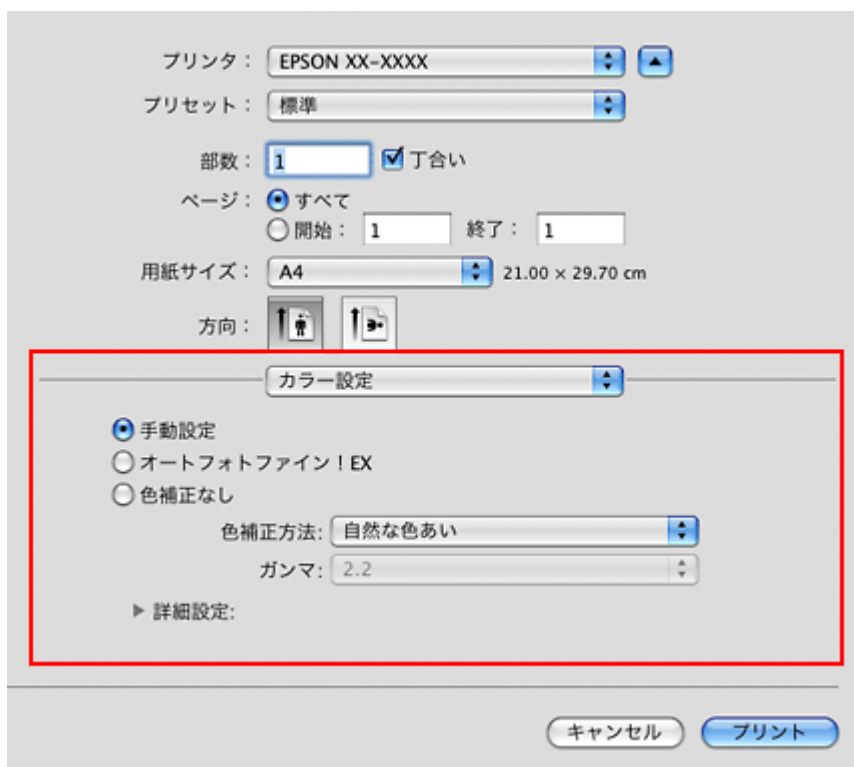 プリンタ： EPSON XX-XXXX
プリセット： 標準
部数： 1 丁合い
ページ： すべて
開始： 1 終了： 1
用紙サイズ： A4 21.00 × 29.70 cm
方向：
カラー設定
手動設定
オートフォトファイン！EX
色補正なし
色補正方法: 自然な色あい
ガンマ: 2.2
詳細設定:
キャンセル プリント